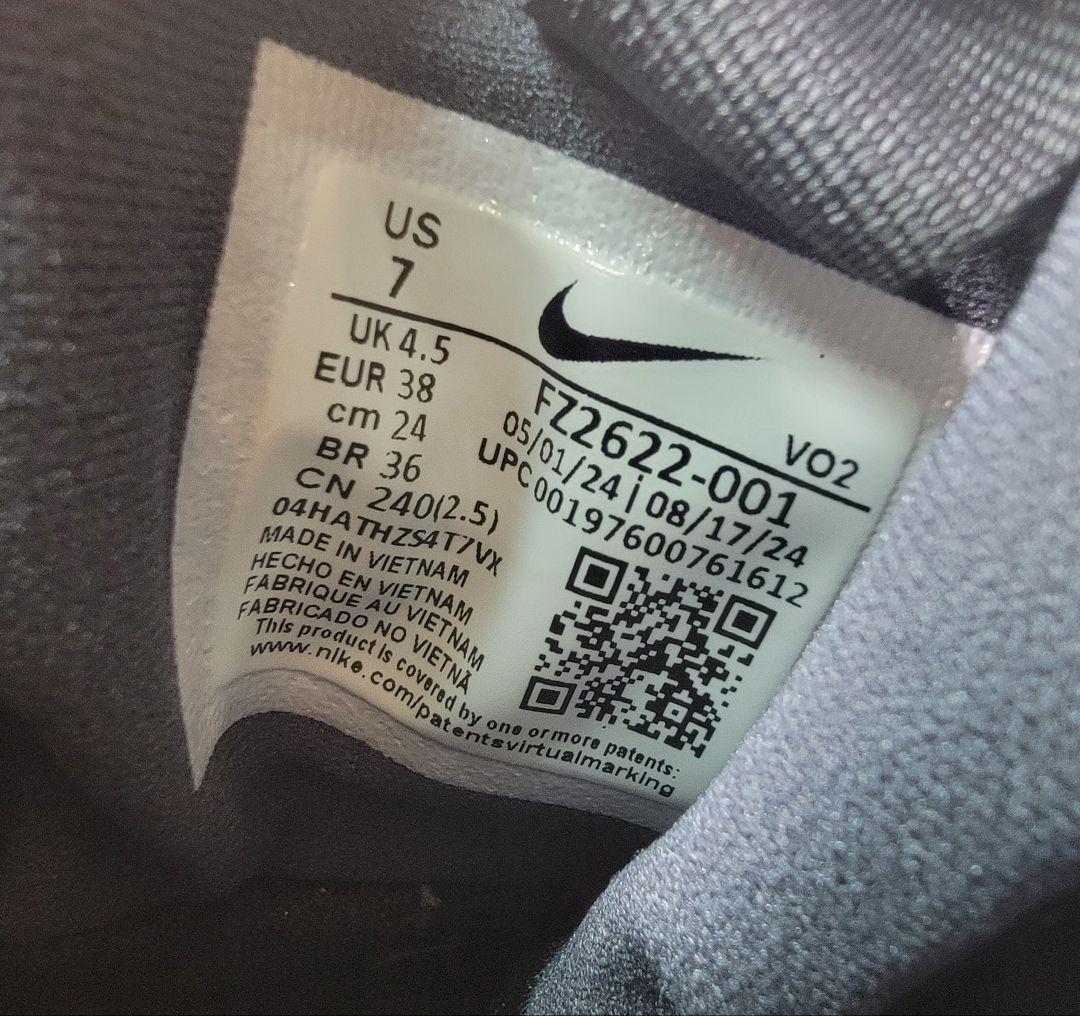 US
7
UK 4.5
EUR 38
cm 24
BR 36
CN 240(2.5)
04HATHZS4T7VX
MADE IN VIETNAM
HECHO EN VIETNAM
FABRIQUE AU VIETNAM
FABRICADO NO VIETNÃ
This product is covered by one or more patents:
www.nike.com/patentsvirtualmarking
VO2
FZ2622-001
05/01/24 | 08/17/24
UPC 00197600761612